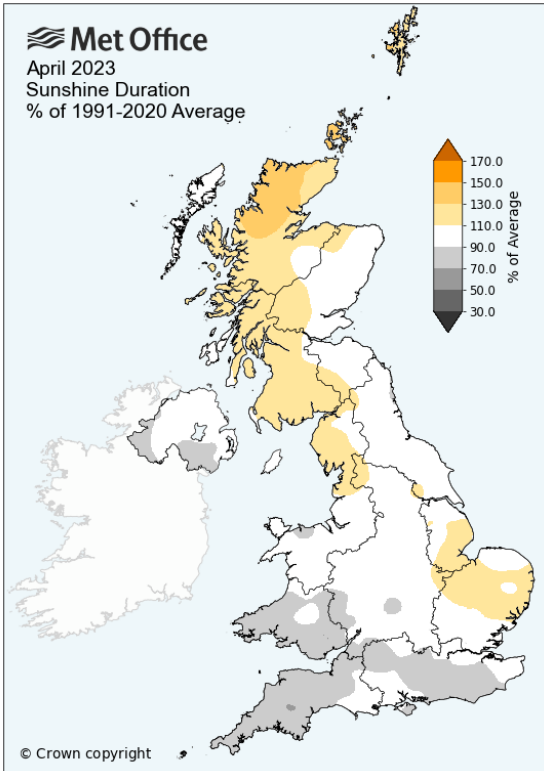 Met Office
April 2023
Sunshine Duration
% of 1991-2020 Average
170.0
150.0
130.0
110.0
90.0
70.0
50.0
30.0
% of Average
© Crown copyright